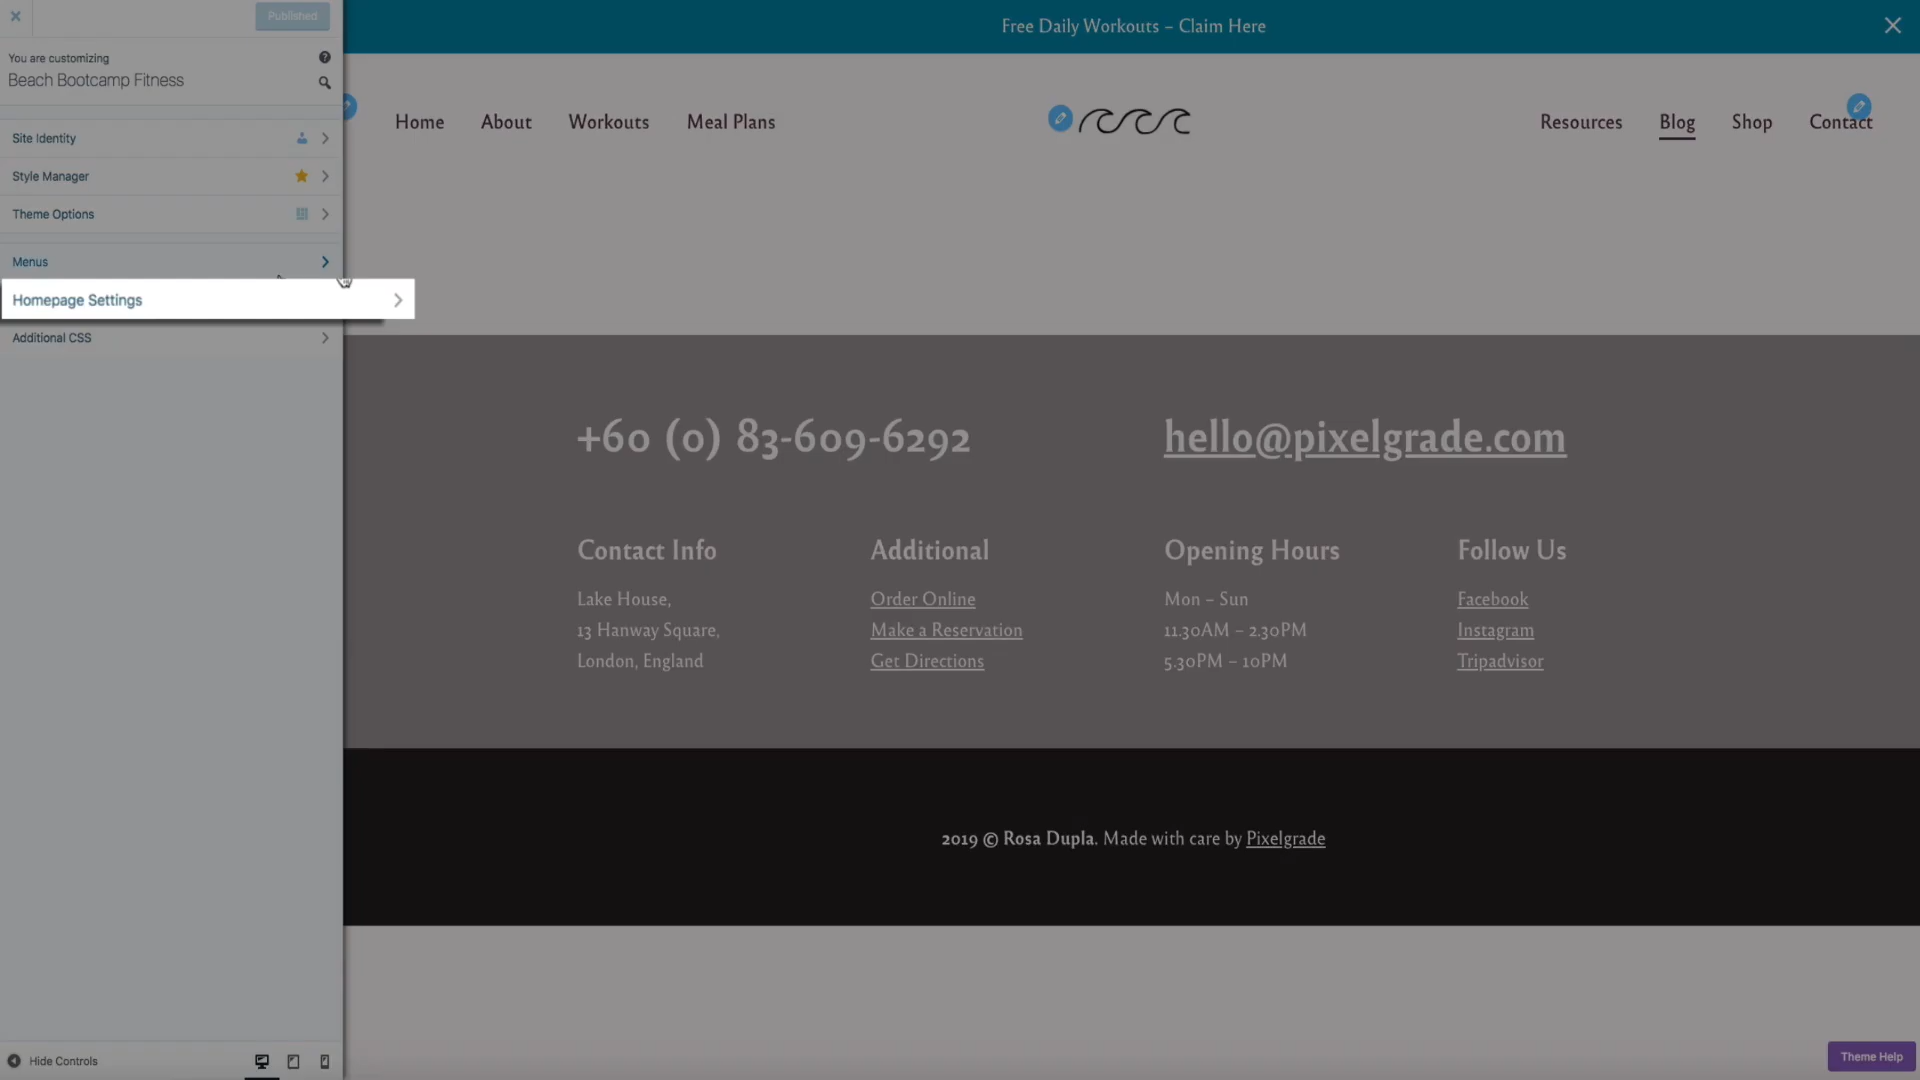 Published
You are customizing
Beach Bootcamp Fitness
Site Identity
Style Manager
Theme Options
Menus
Homepage Settings
Additional CSS
Hide Controls
Free Daily Workouts – Claim Here
Home About Workouts Meal Plans
Resources Blog Shop Contact
+60 (0) 83-609-6292
hello@pixelgrade.com
Contact Info
Lake House,
13 Hanway Square,
London, England
Additional
Order Online
Make a Reservation
Get Directions
Opening Hours
Mon – Sun
11.30AM – 2.30PM
5.30PM – 10PM
Follow Us
Facebook
Instagram
Tripadvisor
2019 © Rosa Dupla. Made with care by Pixelgrade
Theme Help